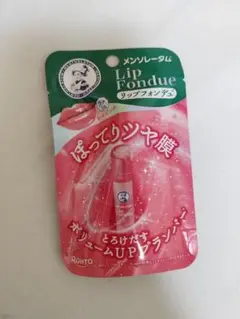 メンソレータム
Lip
Fondue
リップフォンデュ
ぽってりツヤ膜
とろけだす
ボリュームUPプランパー
ROHTO